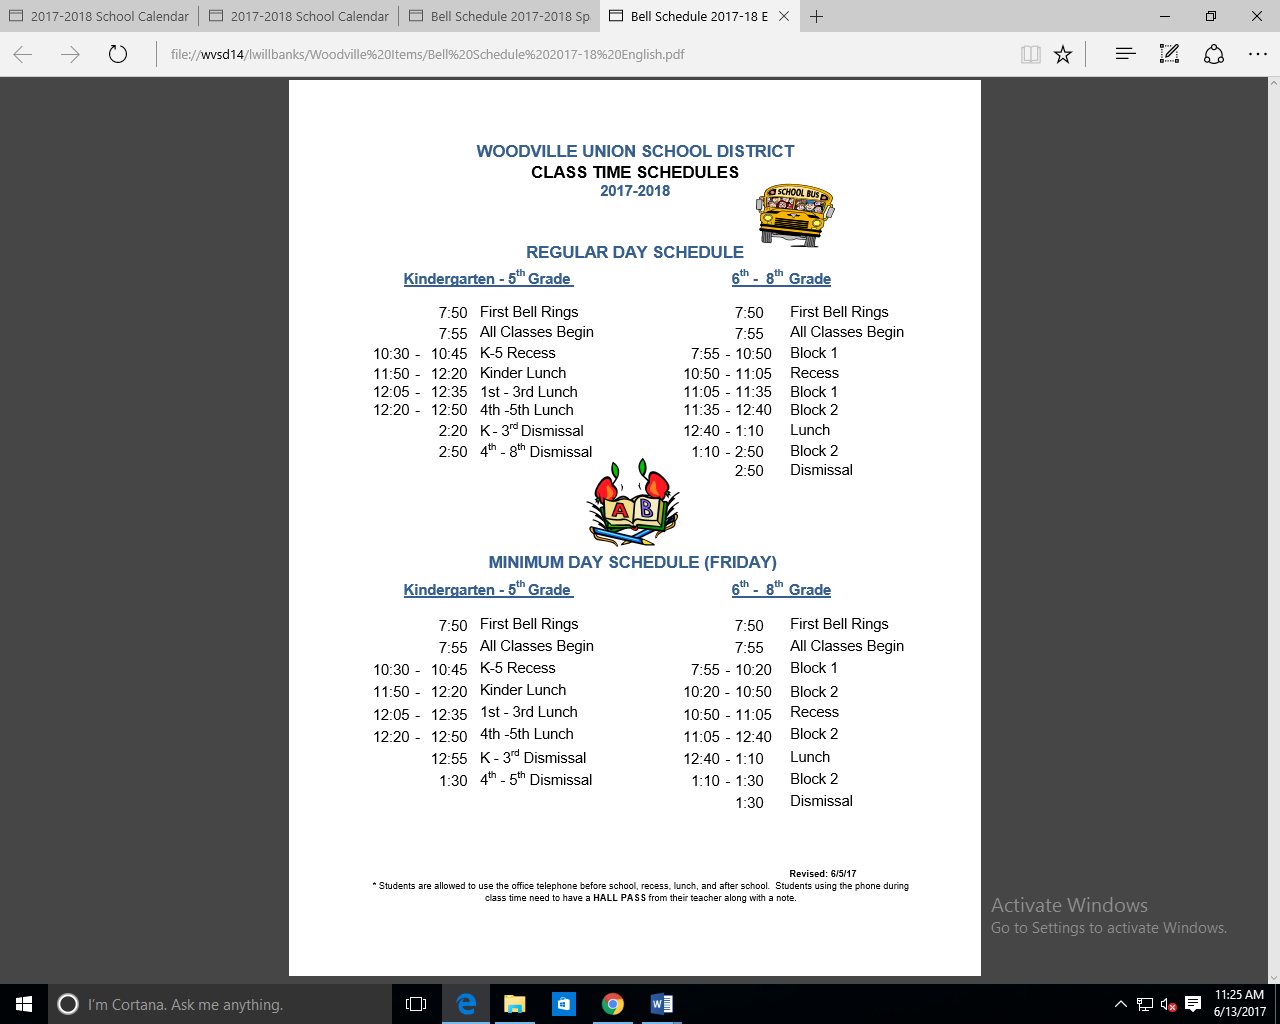 2017-2018 School Calendar
2017-2018 School Calendar
Bell Schedule 2017-2018 Sp
Bell Schedule 2017-18 E
file://wvsd14/lwillbanks/Woodville%20Items/Bell%20Schedule%202017-18%20English.pdf
WOODVILLE UNION SCHOOL DISTRICT
CLASS TIME SCHEDULES
2017-2018
SCHOOL BUS
REGULAR DAY SCHEDULE
Kindergarten - 5th Grade
7:50 First Bell Rings
7:55 All Classes Begin
10:30 - 10:45 K-5 Recess
11:50 - 12:20 Kinder Lunch
12:05 - 12:35 1st - 3rd Lunch
12:20 - 12:50 4th -5th Lunch
2:20 K - 3rd Dismissal
2:50 4th - 8th Dismissal
6th - 8th Grade
7:50 First Bell Rings
7:55 All Classes Begin
7:55 - 10:50 Block 1
10:50 - 11:05 Recess
11:05 - 11:35 Block 1
11:35 - 12:40 Block 2
12:40 - 1:10 Lunch
1:10 - 2:50 Block 2
2:50 Dismissal
A B
MINIMUM DAY SCHEDULE (FRIDAY)
Kindergarten - 5th Grade
7:50 First Bell Rings
7:55 All Classes Begin
10:30 - 10:45 K-5 Recess
11:50 - 12:20 Kinder Lunch
12:05 - 12:35 1st - 3rd Lunch
12:20 - 12:50 4th -5th Lunch
12:55 K - 3rd Dismissal
1:30 4th - 5th Dismissal
6th - 8th Grade
7:50 First Bell Rings
7:55 All Classes Begin
7:55 - 10:20 Block 1
10:20 - 10:50 Block 2
10:50 - 11:05 Recess
11:05 - 12:40 Block 2
12:40 - 1:10 Lunch
1:10 - 1:30 Block 2
1:30 Dismissal
Revised: 6/5/17
* Students are allowed to use the office telephone before school, recess, lunch, and after school. Students using the phone during
class time need to have a HALL PASS from their teacher along with a note.
Activate Windows
Go to Settings to activate Windows.
I'm Cortana. Ask me anything.
11:25 AM
6/13/2017